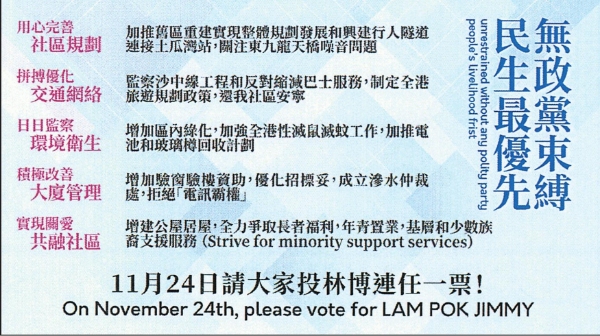 無政黨束縛
民生最優先
unrestrained without any polity party
people's livelihood frist
用心完善
社區規劃
加推舊區重建實現整體規劃發展和興建行人隧道
連接土瓜灣站，關注東九龍天橋噪音問題
拼搏優化
交通網絡
監察沙中線工程和反對縮減巴士服務，制定全港
旅遊規劃政策，還我社區安寧
日日監察
環境衛生
增加區內綠化，加強全港性滅鼠滅蚊工作，加推電
池和玻璃樽回收計劃
積極改善
大廈管理
增加驗窗驗樓資助，優化招標妥，成立滲水仲裁
處，拒絕「電訊霸權」
實現關愛
共融社區
增建公屋居屋，全力爭取長者福利，年青置業，基層和少數族
裔支援服務 (Strive for minority support services)
11月24日請大家投林博連任一票！
On November 24th, please vote for LAM POK JIMMY